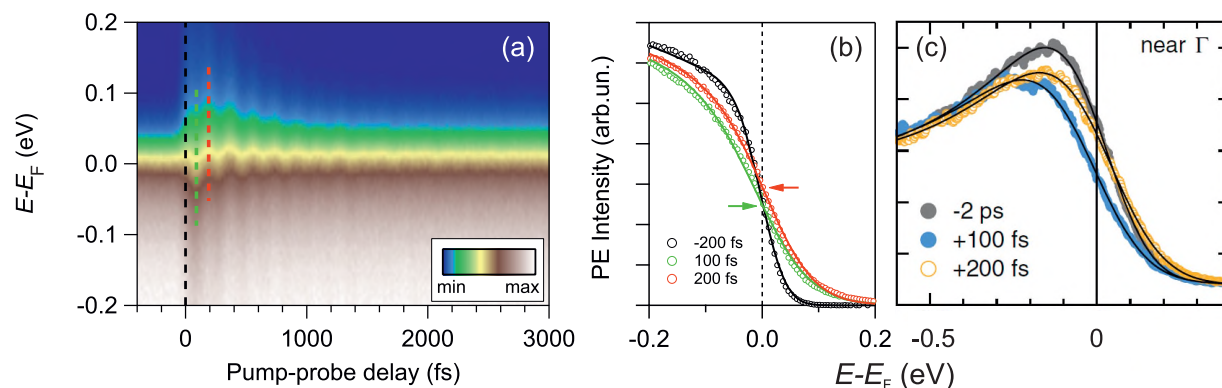 (a)
E-E_F (eV)
0.2
0.1
0.0
-0.1
-0.2
min max
0 1000 2000 3000
Pump-probe delay (fs)
(b)
PE Intensity (arb.un.)
-200 fs
100 fs
200 fs
-0.2 0.0 0.2
(c)
near Γ
-2 ps
+100 fs
+200 fs
-0.5 0
E-E_F (eV)